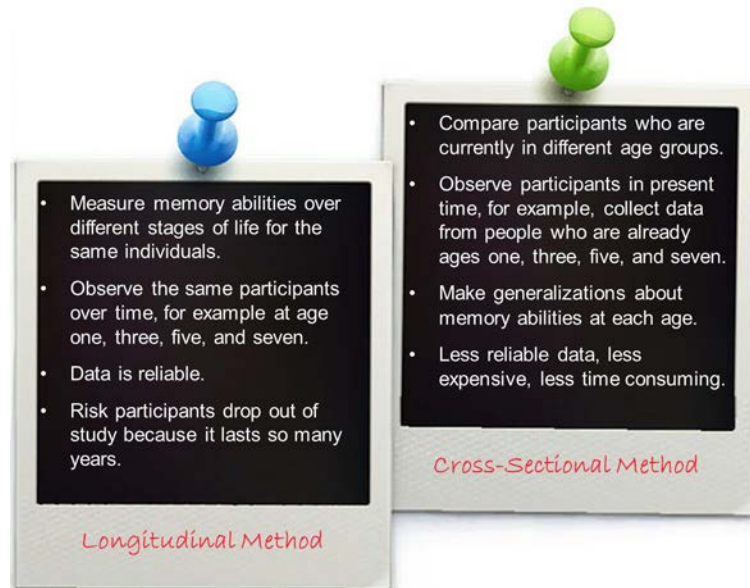 • Measure memory abilities over
different stages of life for the
same individuals.
• Observe the same participants
over time, for example at age
one, three, five, and seven.
• Data is reliable.
• Risk participants drop out of
study because it lasts so many
years.
Longitudinal Method
• Compare participants who are
currently in different age groups.
• Observe participants in present
time, for example, collect data
from people who are already
ages one, three, five, and seven.
• Make generalizations about
memory abilities at each age.
• Less reliable data, less
expensive, less time consuming.
Cross-Sectional Method